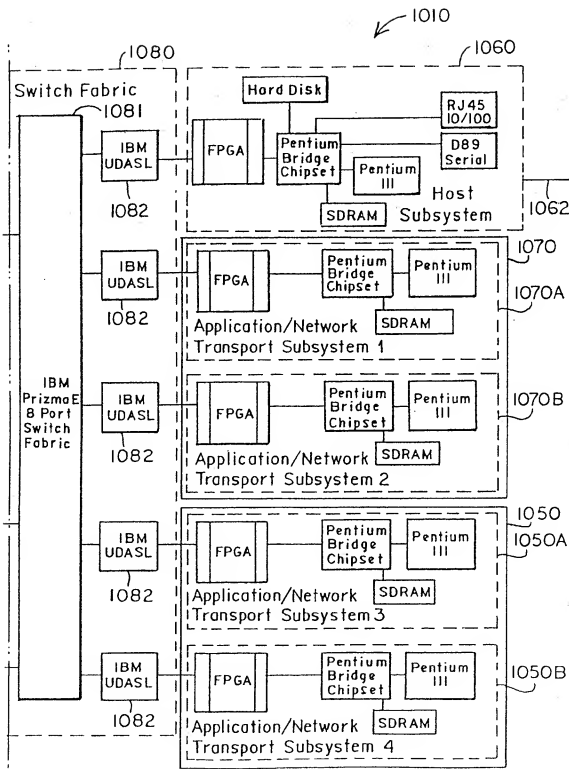 1010
1080
1060
Switch Fabric
1081
Hard Disk
RJ45
10/100
IBM
UDASL
FPGA
Pentium
Bridge
Chipset
D89
Serial
Pentium
III
1082
Host
Subsystem
SDRAM
1062
IBM
UDASL
FPGA
Pentium
Bridge
Chipset
Pentium
III
1070
1070A
1082
SDRAM
Application/Network
Transport Subsystem 1
IBM
PrizmaE
8 Port
Switch
Fabric
IBM
UDASL
FPGA
Pentium
Bridge
Chipset
Pentium
III
1070B
1082
SDRAM
Application/Network
Transport Subsystem 2
IBM
UDASL
FPGA
Pentium
Bridge
Chipset
Pentium
III
1050
1050A
1082
SDRAM
Application/Network
Transport Subsystem 3
IBM
UDASL
FPGA
Pentium
Bridge
Chipset
Pentium
III
1050B
1082
SDRAM
Application/Network
Transport Subsystem 4